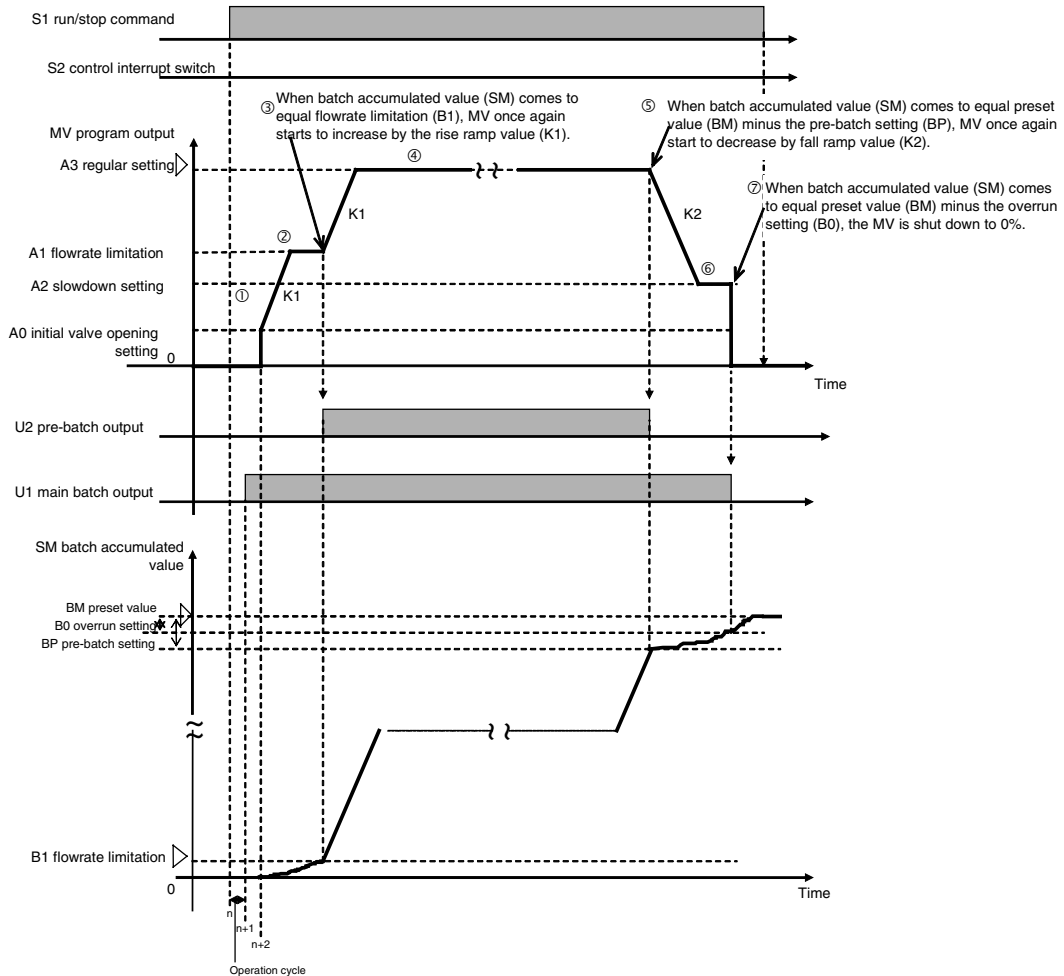 S1 run/stop command
S2 control interrupt switch
③ When batch accumulated value (SM) comes to
equal flowrate limitation (B1), MV once again
starts to increase by the rise ramp value (K1).
⑤ When batch accumulated value (SM) comes to equal preset
value (BM) minus the pre-batch setting (BP), MV once again
start to decrease by fall ramp value (K2).
MV program output
A3 regular setting
④
⑦ When batch accumulated value (SM) comes
to equal preset value (BM) minus the overrun
setting (B0), the MV is shut down to 0%.
K1
K2
②
A1 flowrate limitation
⑥
A2 slowdown setting
①
K1
A0 initial valve opening
setting
0
Time
U2 pre-batch output
U1 main batch output
SM batch accumulated
value
BM preset value
B0 overrun setting
BP pre-batch setting
B1 flowrate limitation
0
Time
n
n+1
n+2
Operation cycle